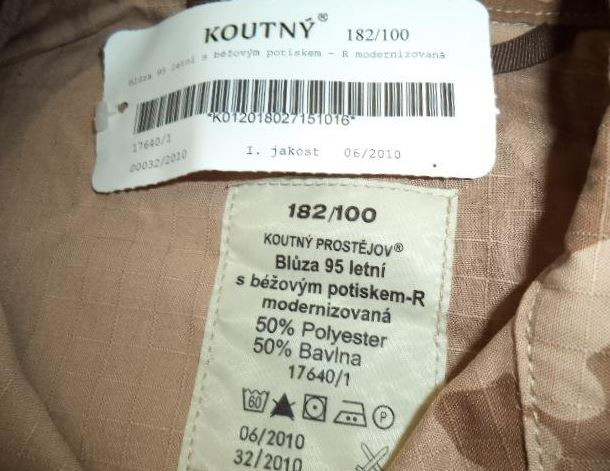 KOUTNÝ® 182/100
Blůza 95 letní s béžovým potiskem - R modernizovaná
*K012018027151016*
17640/1
00032/2010 I. jakost 06/2010
182/100
KOUTNÝ PROSTĚJOV®
Blůza 95 letní
s béžovým potiskem-R
modernizovaná
50% Polyester
50% Bavlna
17640/1
60 P
06/2010
32/2010